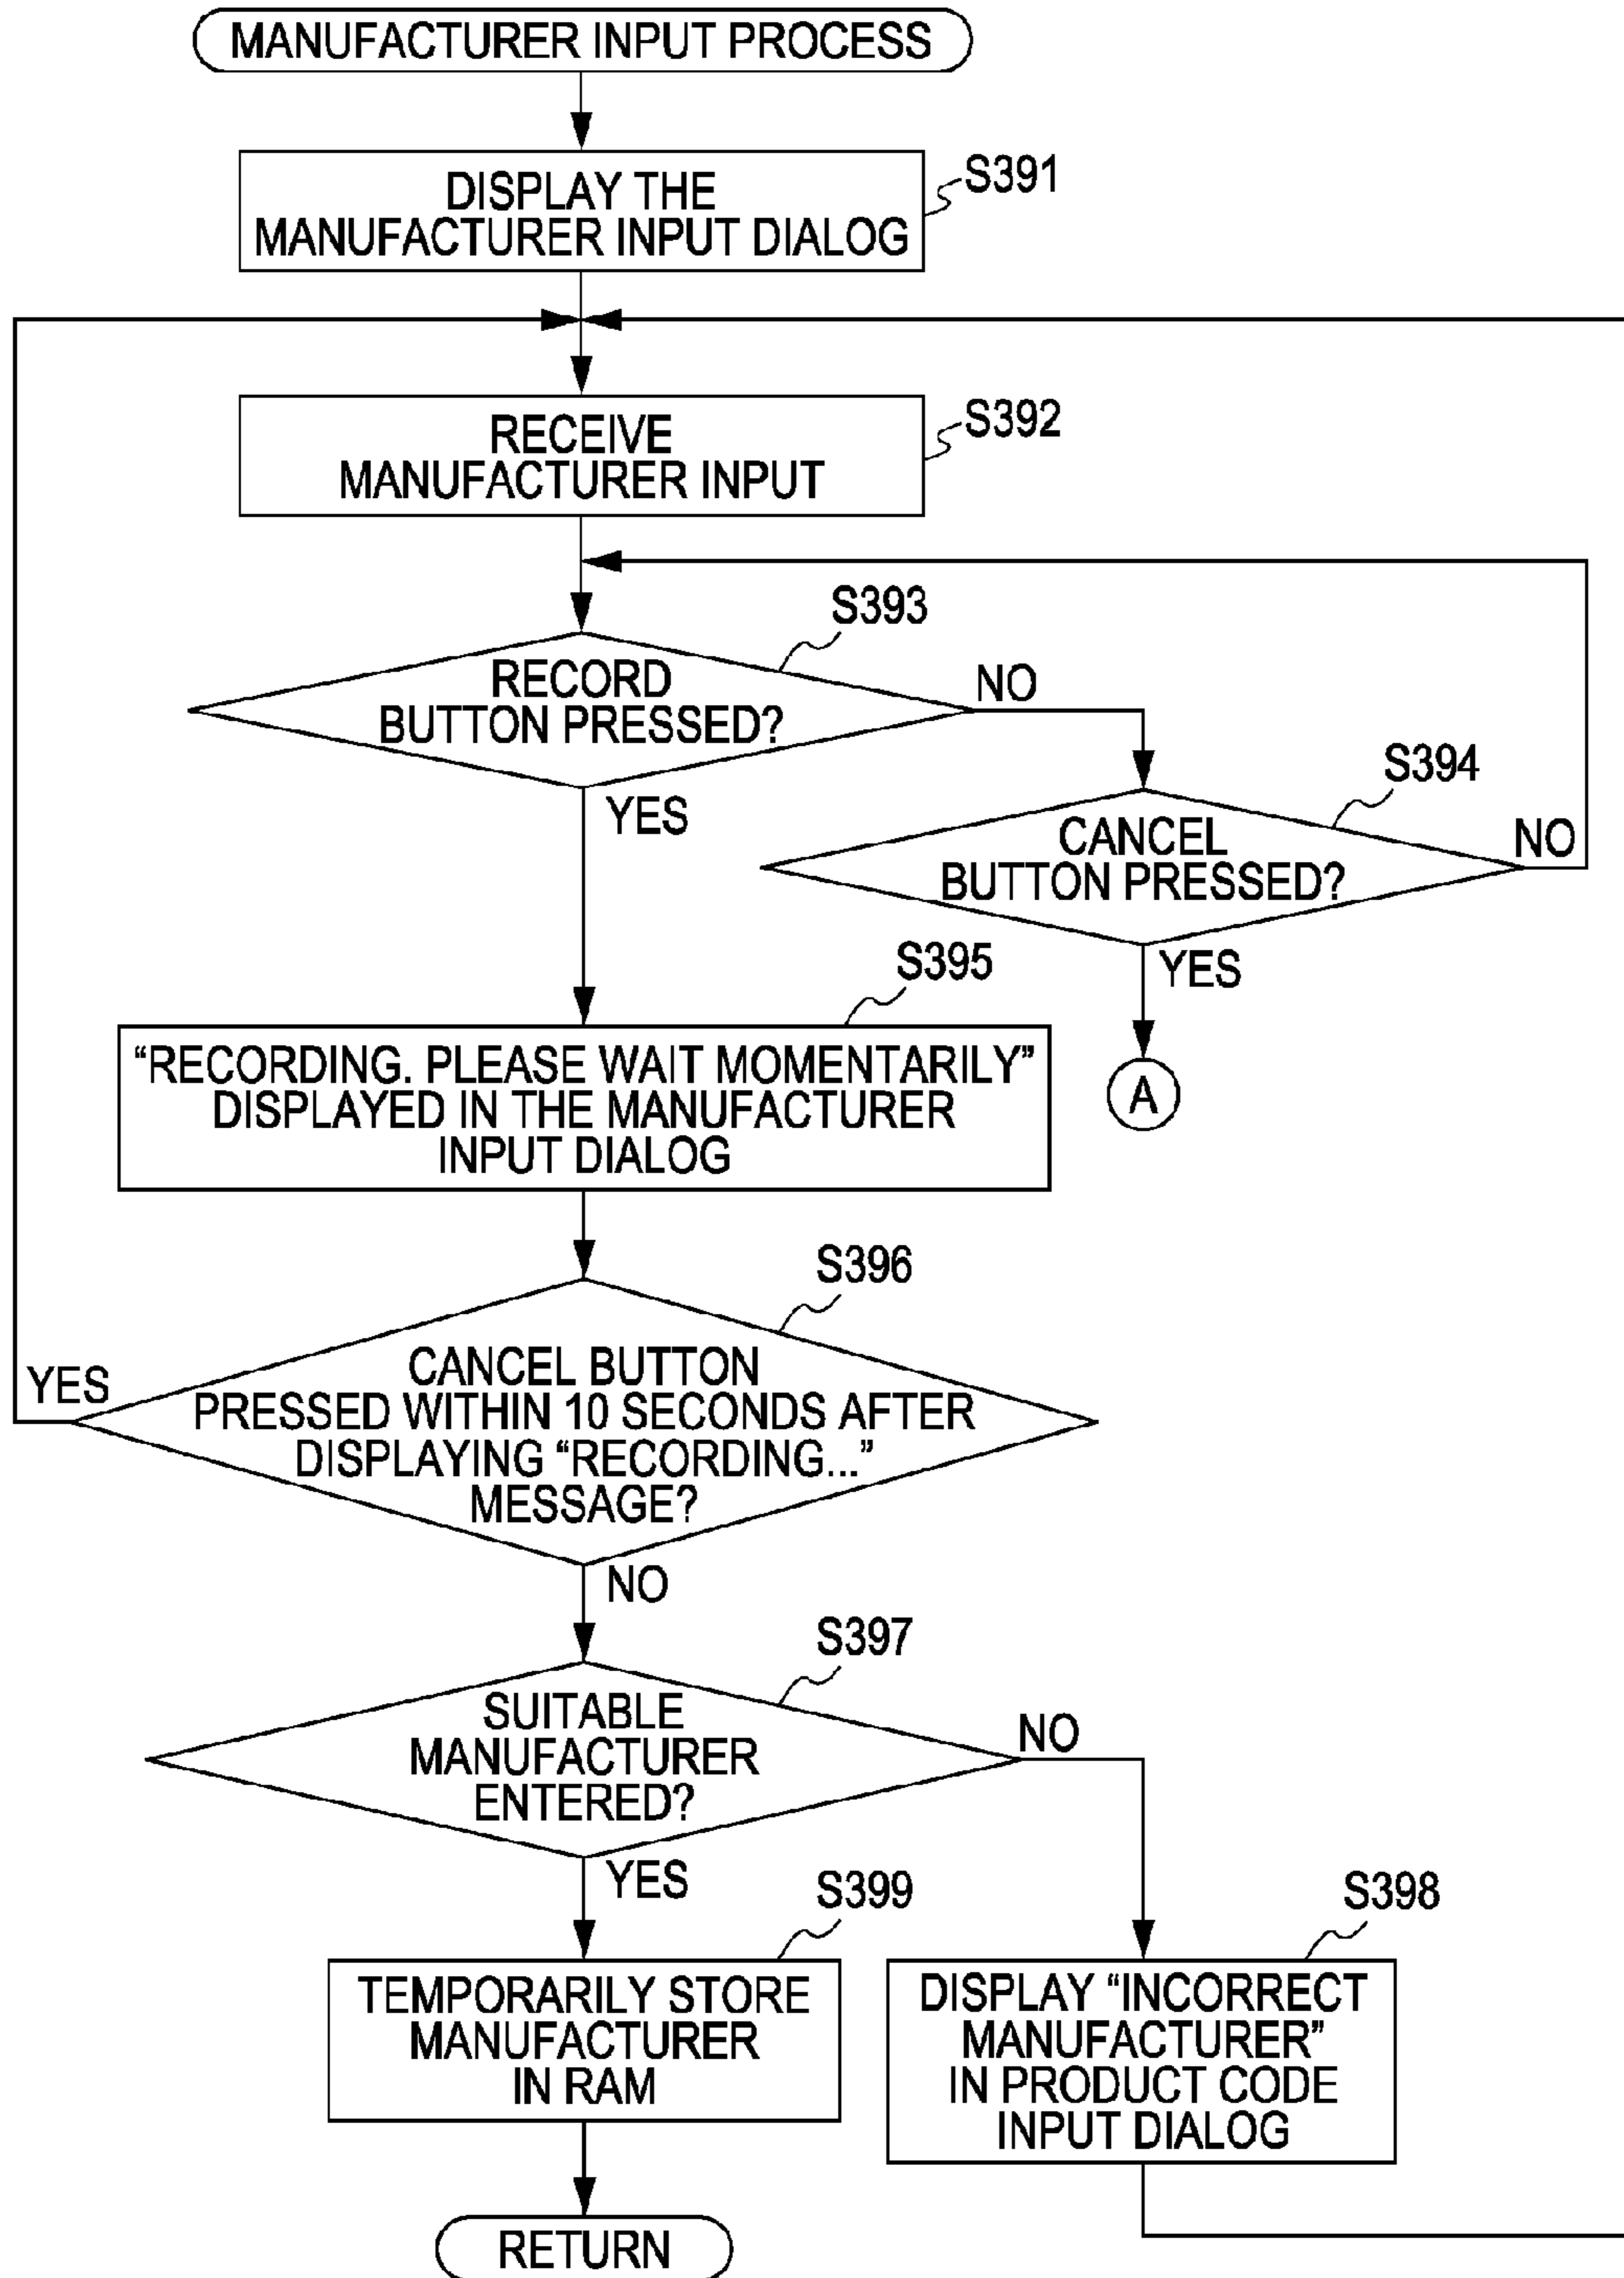 MANUFACTURER INPUT PROCESS
DISPLAY THE
MANUFACTURER INPUT DIALOG
S391
RECEIVE
MANUFACTURER INPUT
S392
S393
RECORD
BUTTON PRESSED?
NO
YES
S394
CANCEL
BUTTON PRESSED?
NO
YES
A
S395
“RECORDING. PLEASE WAIT MOMENTARILY”
DISPLAYED IN THE MANUFACTURER
INPUT DIALOG
S396
CANCEL BUTTON
PRESSED WITHIN 10 SECONDS AFTER
DISPLAYING “RECORDING...”
MESSAGE?
YES
NO
S397
SUITABLE
MANUFACTURER
ENTERED?
NO
YES
S399
TEMPORARILY STORE
MANUFACTURER
IN RAM
S398
DISPLAY “INCORRECT
MANUFACTURER”
IN PRODUCT CODE
INPUT DIALOG
RETURN